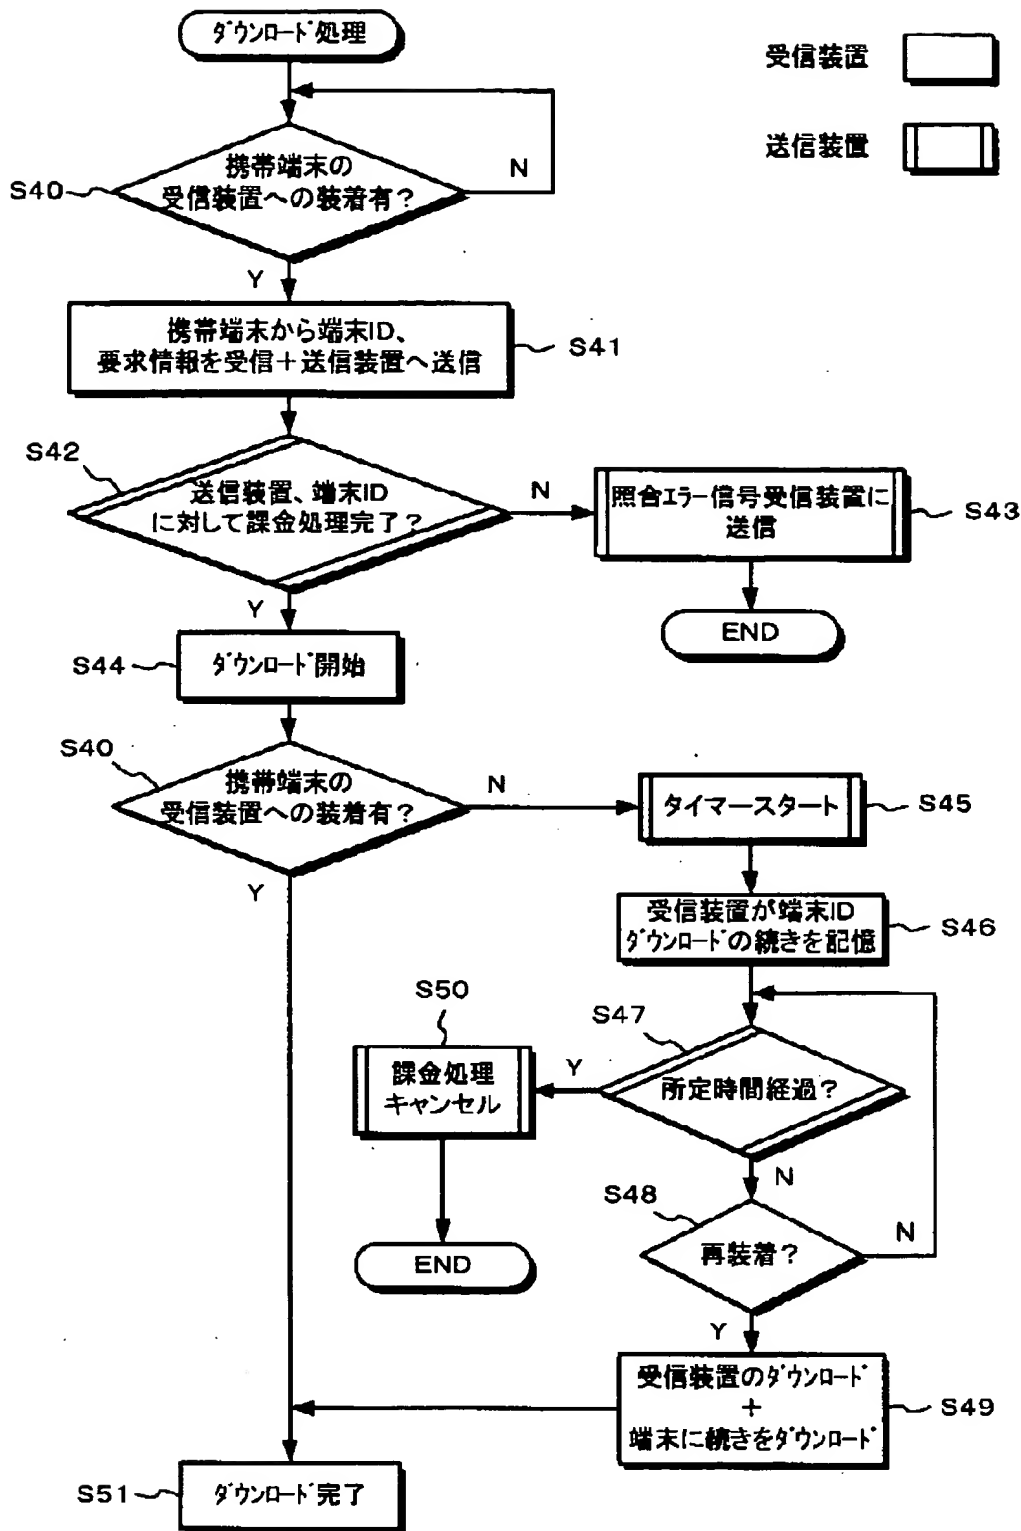 ダウンロード処理
受信装置
送信装置
携帯端末の
受信装置への装着有？
S40
N
Y
携帯端末から端末ID、
要求情報を受信＋送信装置へ送信
S41
S42
送信装置、端末ID
に対して課金処理完了？
N
照合エラー信号受信装置に
送信
S43
Y
END
S44
ダウンロード開始
S40
携帯端末の
受信装置への装着有？
N
タイマースタート
S45
Y
受信装置が端末ID
ダウンロードの続きを記憶
S46
S50
S47
課金処理
キャンセル
Y
所定時間経過？
N
S48
再装着？
N
END
Y
受信装置のダウンロード
＋
端末に続きをダウンロード
S49
S51
ダウンロード完了